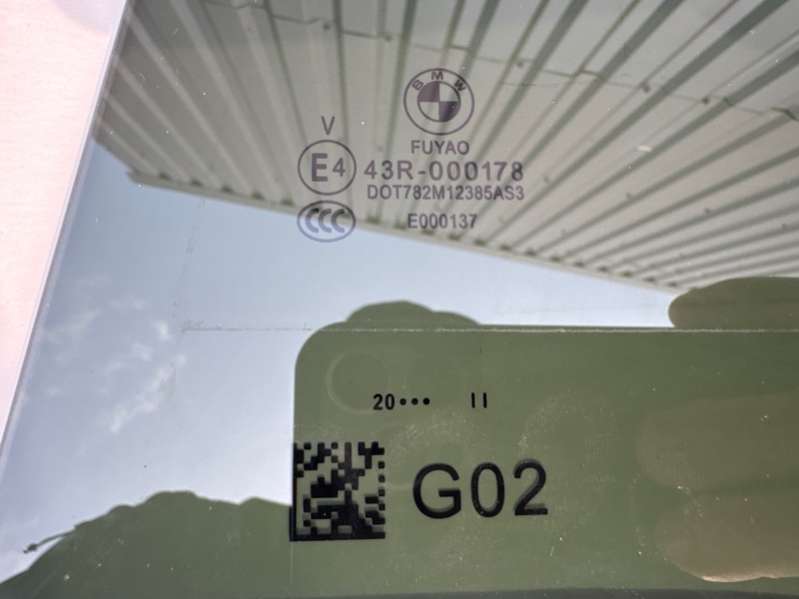 BMW
FUYAO
V
E4 43R-000178
DOT782M12385AS3
CCC E000137
20••• II
G02